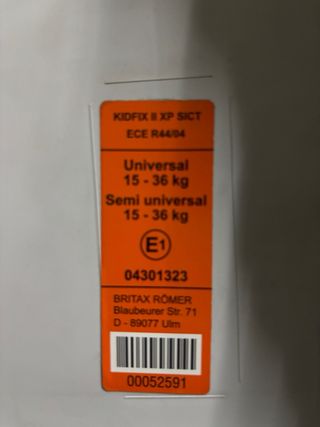 KIDFIX II XP SICT
ECE R44/04
Universal
15 - 36 kg
Semi universal
15 - 36 kg
E1
04301323
BRITAX RÖMER
Blaubeurer Str. 71
D - 89077 Ulm
00052591